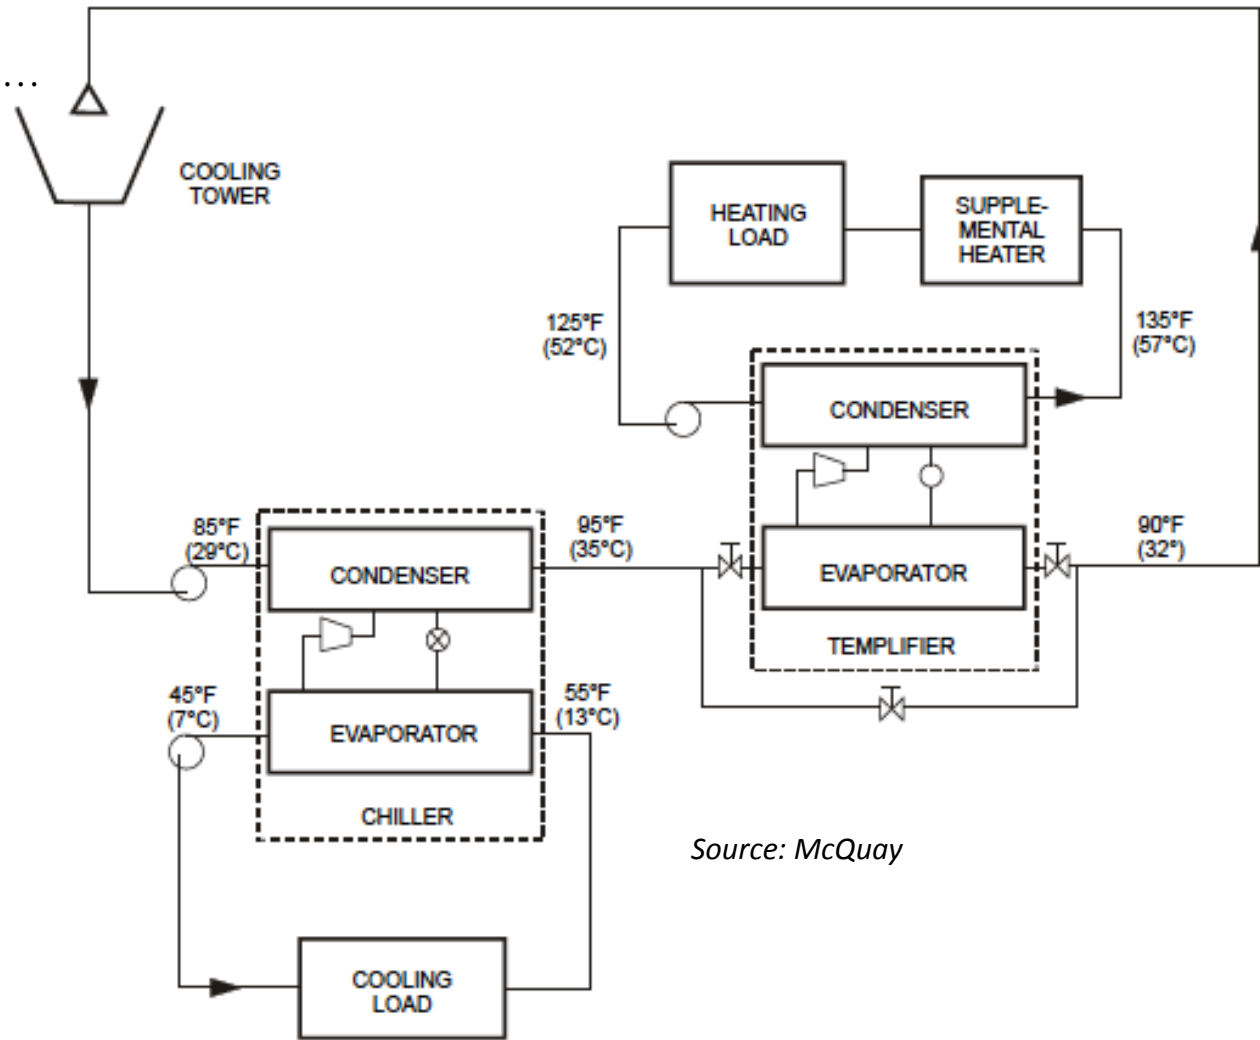 ...
COOLING
TOWER
HEATING
LOAD
SUPPLE-
MENTAL
HEATER
125°F
(52°C)
135°F
(57°C)
CONDENSER
85°F
(29°C)
95°F
(35°C)
90°F
(32°)
CONDENSER
EVAPORATOR
TEMPLIFIER
45°F
(7°C)
55°F
(13°C)
EVAPORATOR
CHILLER
Source: McQuay
COOLING
LOAD